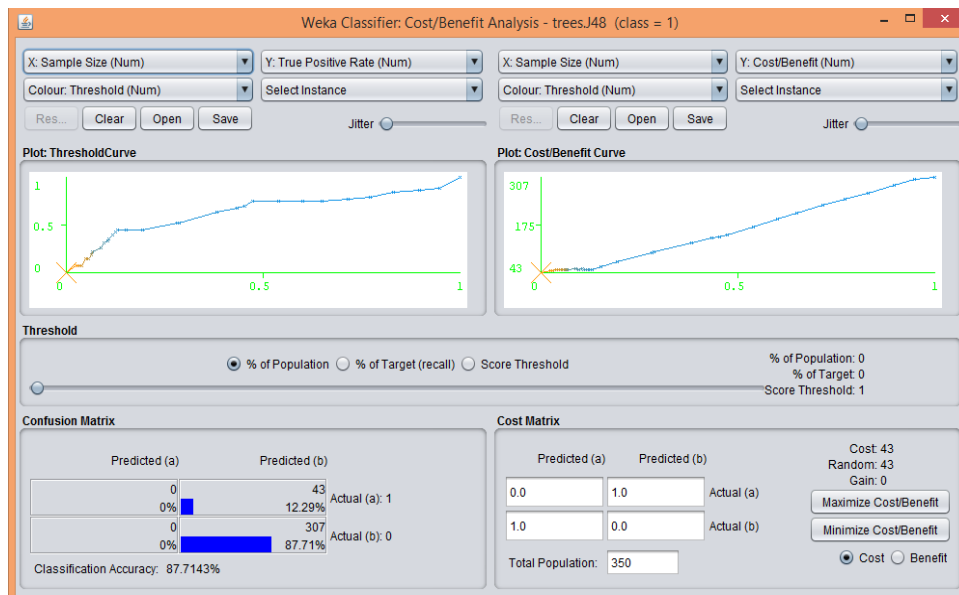 Weka Classifier: Cost/Benefit Analysis - trees.J48 (class = 1)
X: Sample Size (Num) Y: True Positive Rate (Num) X: Sample Size (Num) Y: Cost/Benefit (Num)
Colour: Threshold (Num) Select Instance Colour: Threshold (Num) Select Instance
Res... Clear Open Save Jitter Res... Clear Open Save Jitter
Plot: ThresholdCurve Plot: Cost/Benefit Curve
1
0.5
0
0 0.5 1
307
175
43
0 0.5 1
Threshold
% of Population % of Target (recall) Score Threshold
% of Population: 0
% of Target: 0
Score Threshold: 1
Confusion Matrix
Predicted (a) Predicted (b)
0 43
0% 12.29%
Actual (a): 1
0 307
0% 87.71%
Actual (b): 0
Classification Accuracy: 87.7143%
Cost Matrix
Predicted (a) Predicted (b)
0.0 1.0 Actual (a)
1.0 0.0 Actual (b)
Total Population: 350
Cost: 43
Random: 43
Gain: 0
Maximize Cost/Benefit
Minimize Cost/Benefit
Cost Benefit